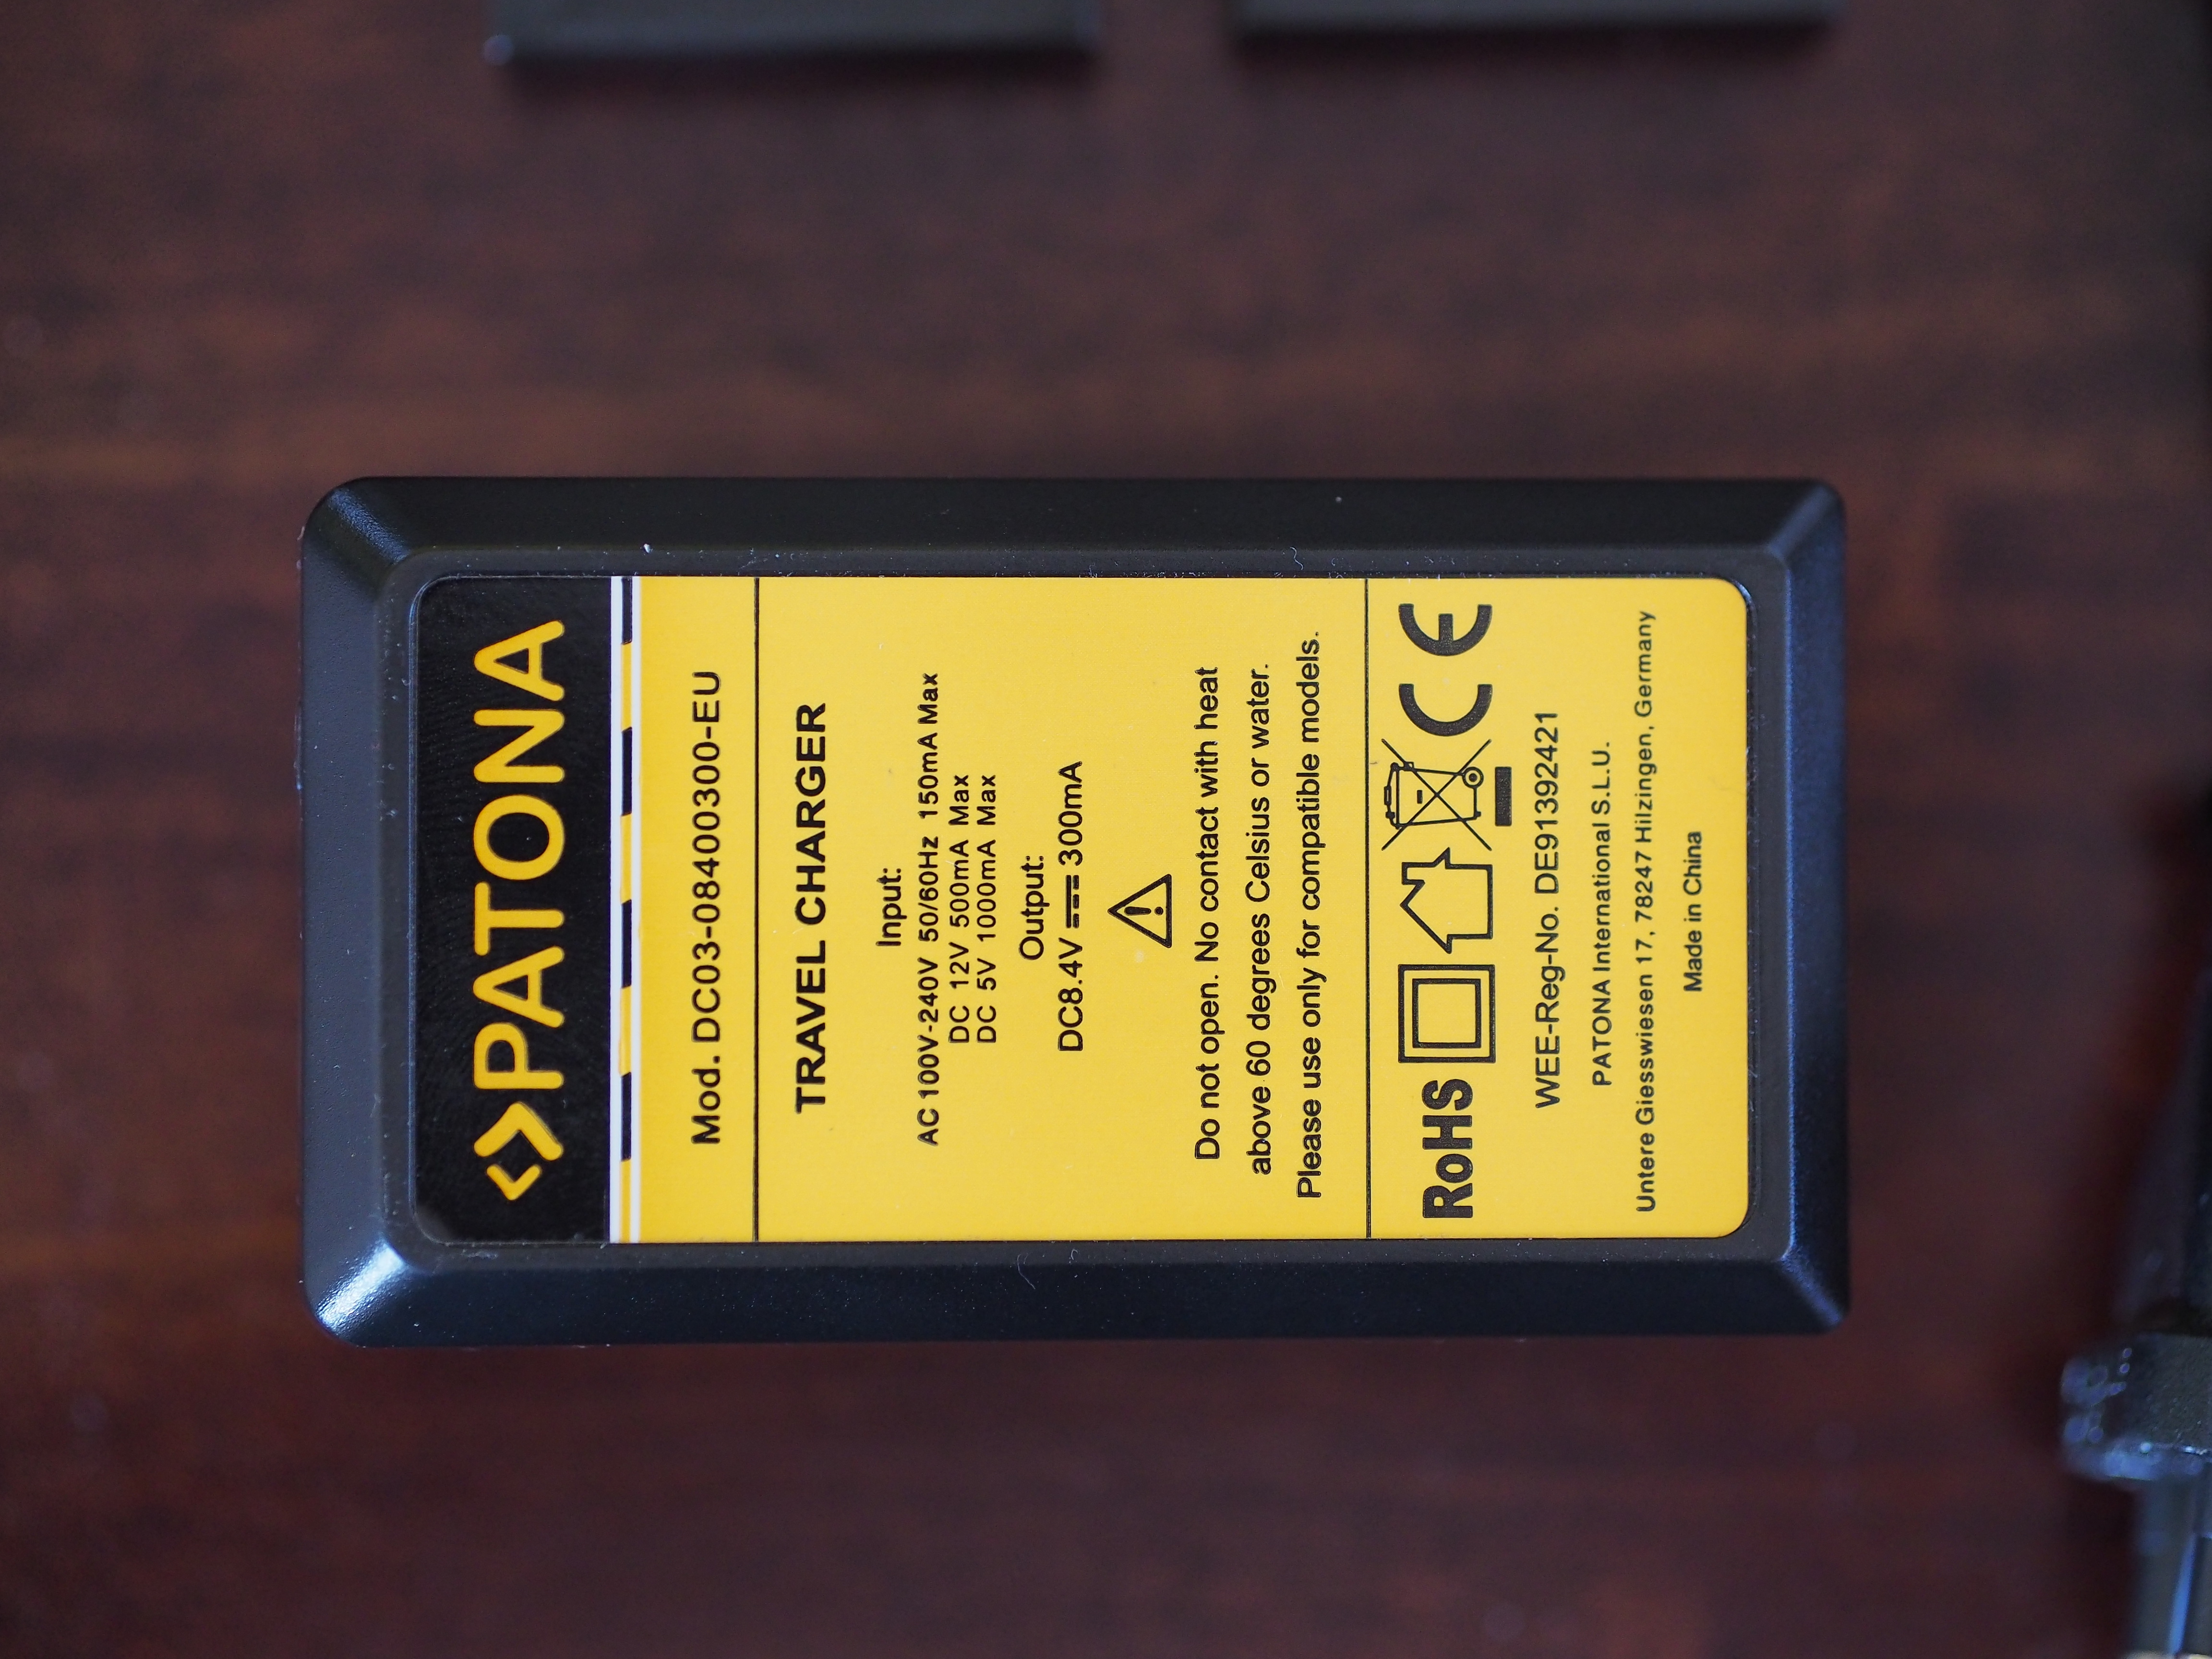 PATONA
Mod. DC03-08400300-EU
TRAVEL CHARGER
Input:
AC 100V-240V 50/60Hz 150mA Max
DC 12V 500mA Max
DC 5V 1000mA Max
Output:
DC8.4V ⎓ 300mA
Do not open. No contact with heat
above 60 degrees Celsius or water.
Please use only for compatible models.
RoHS CE
WEE-Reg-No. DE91392421
PATONA International S.L.U.
Untere Giesswiesen 17, 78247 Hilzingen, Germany
Made in China